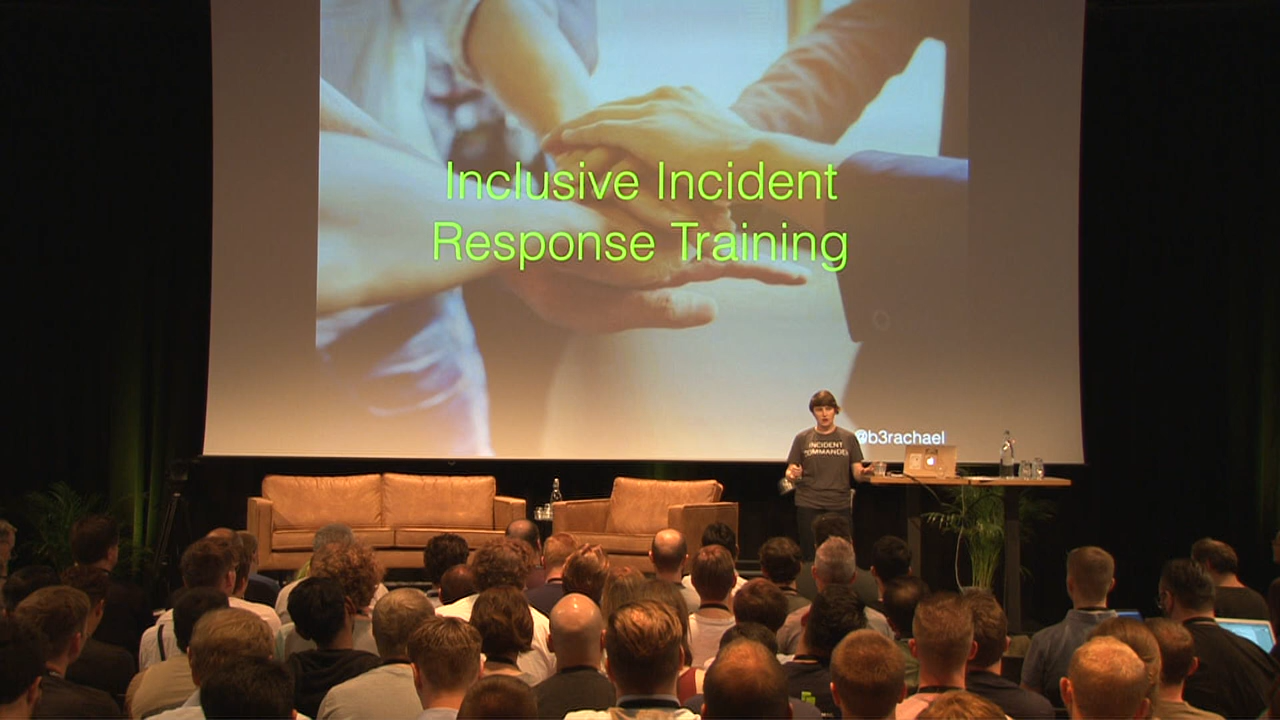 Inclusive Incident
Response Training
@b3rachael
INCIDENT
COMMANDER